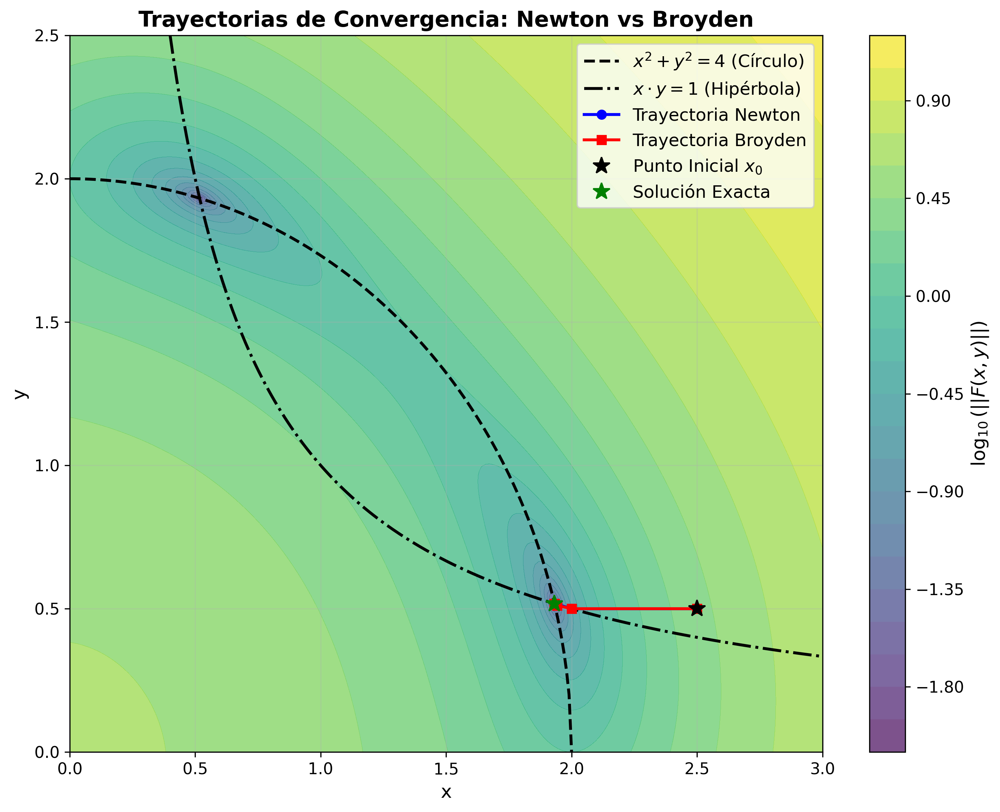 Trayectorias de Convergencia: Newton vs Broyden
2.5
2.0
1.5
1.0
0.5
0.0
y
0.0 0.5 1.0 1.5 2.0 2.5 3.0
x
x² + y² = 4 (Círculo)
x · y = 1 (Hipérbola)
Trayectoria Newton
Trayectoria Broyden
Punto Inicial x₀
Solución Exacta
0.90
0.45
0.00
−0.45
−0.90
−1.35
−1.80
log₁₀(||F(x, y)||)